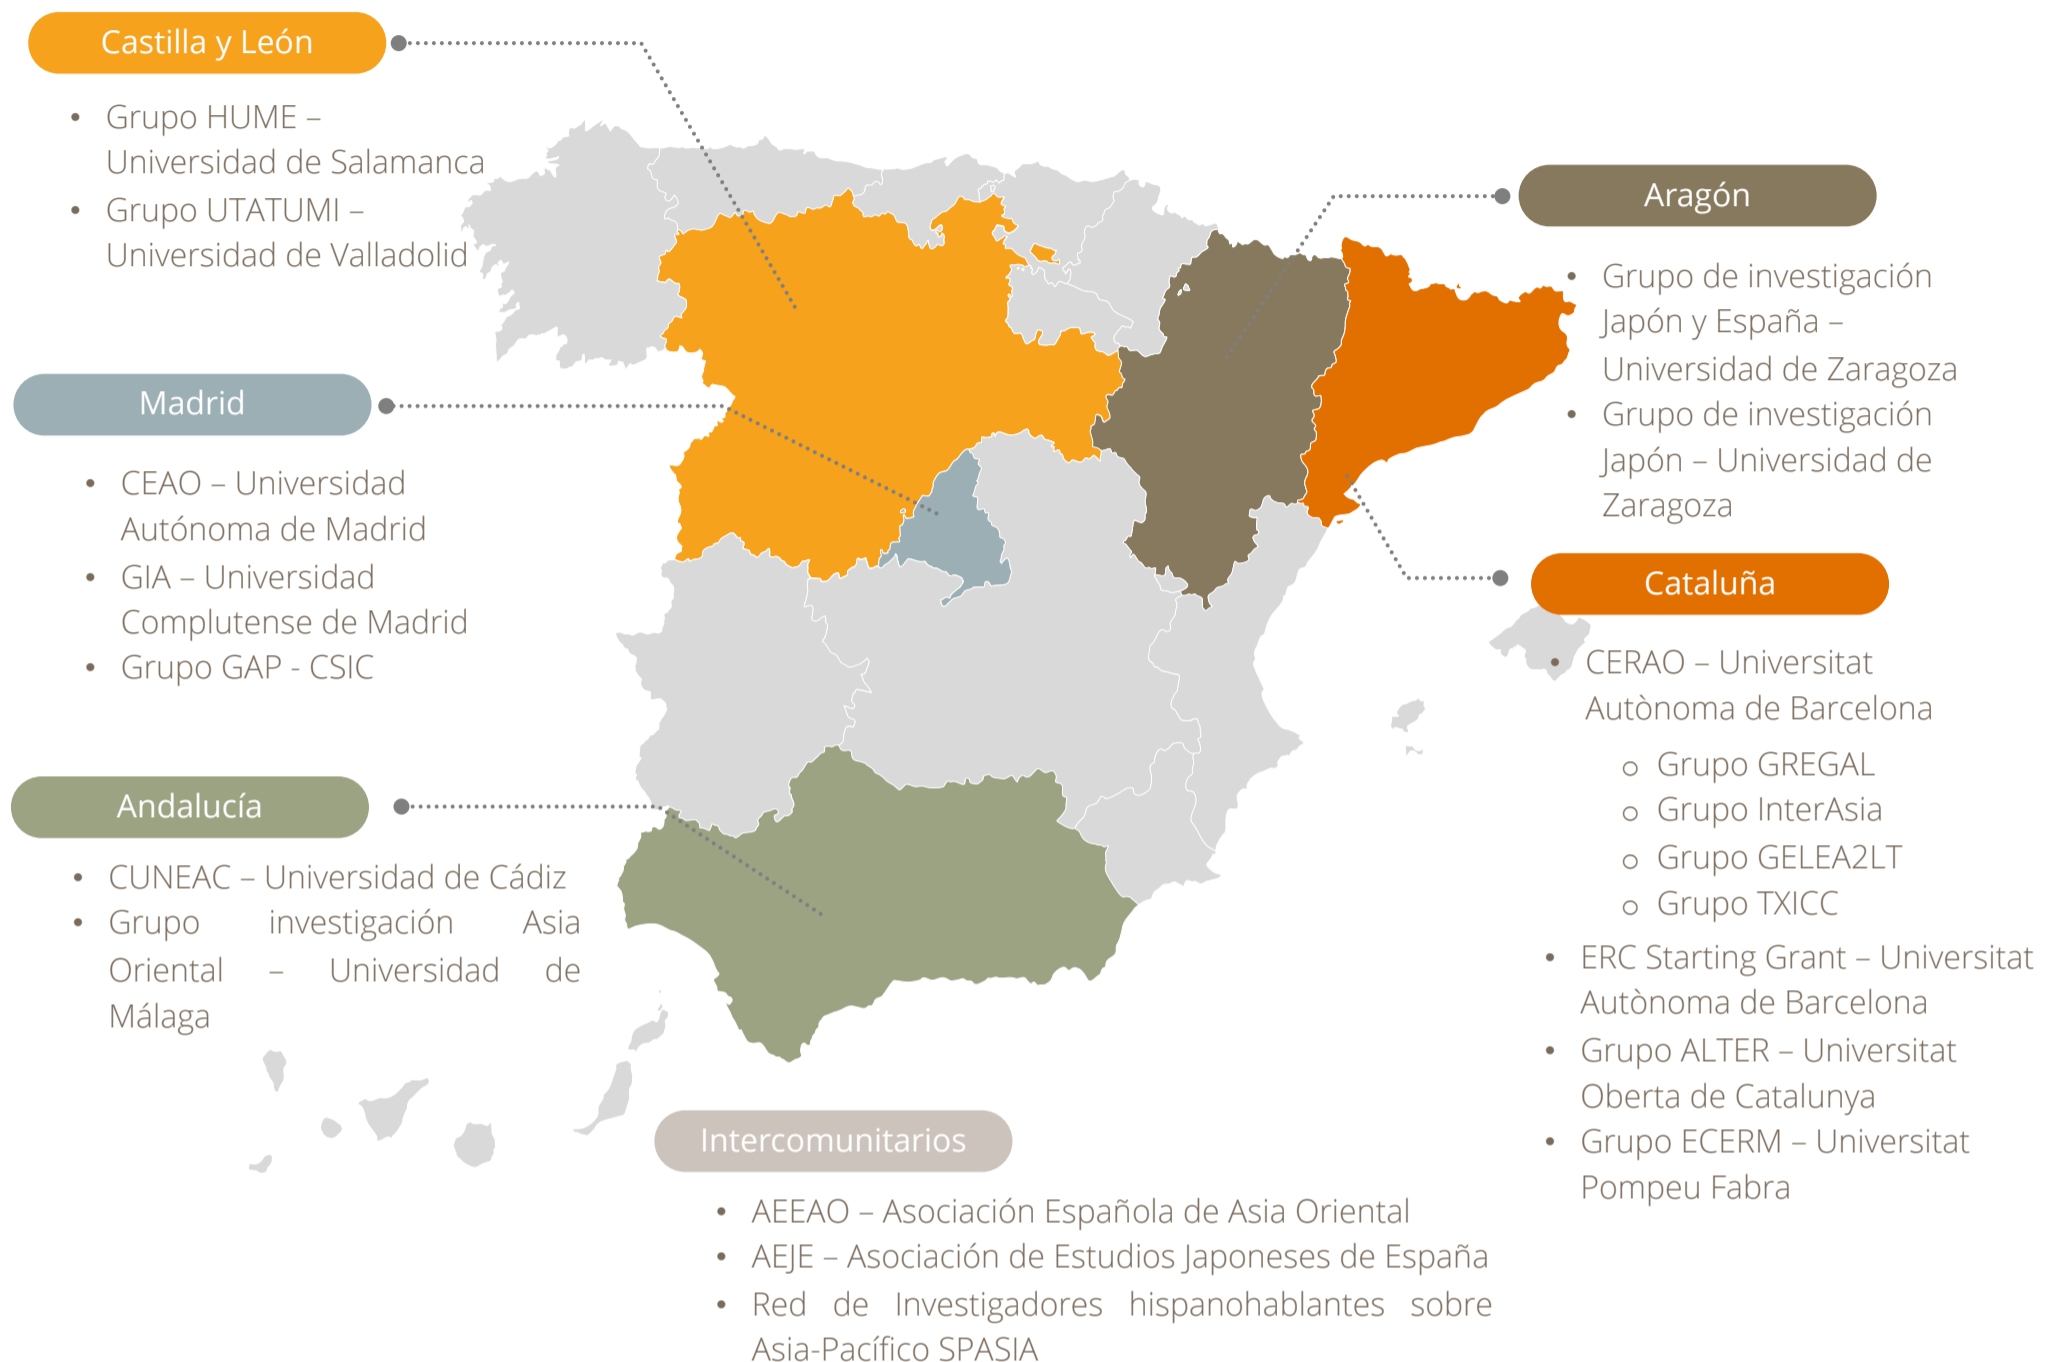 Castilla y León
• Grupo HUME –
Universidad de Salamanca
• Grupo UTATUMI –
Universidad de Valladolid
Madrid
• CEAO – Universidad
Autónoma de Madrid
• GIA – Universidad
Complutense de Madrid
• Grupo GAP - CSIC
Andalucía
• CUNEAC – Universidad de Cádiz
• Grupo investigación Asia
Oriental – Universidad de
Málaga
Aragón
• Grupo de investigación
Japón y España –
Universidad de Zaragoza
• Grupo de investigación
Japón – Universidad de
Zaragoza
Cataluña
• CERAO – Universitat
Autònoma de Barcelona
o Grupo GREGAL
o Grupo InterAsia
o Grupo GELEA2LT
o Grupo TXICC
• ERC Starting Grant – Universitat
Autònoma de Barcelona
• Grupo ALTER – Universitat
Oberta de Catalunya
• Grupo ECERM – Universitat
Pompeu Fabra
Intercomunitarios
• AEEAO – Asociación Española de Asia Oriental
• AEJE – Asociación de Estudios Japoneses de España
• Red de Investigadores hispanohablantes sobre
Asia-Pacífico SPASIA